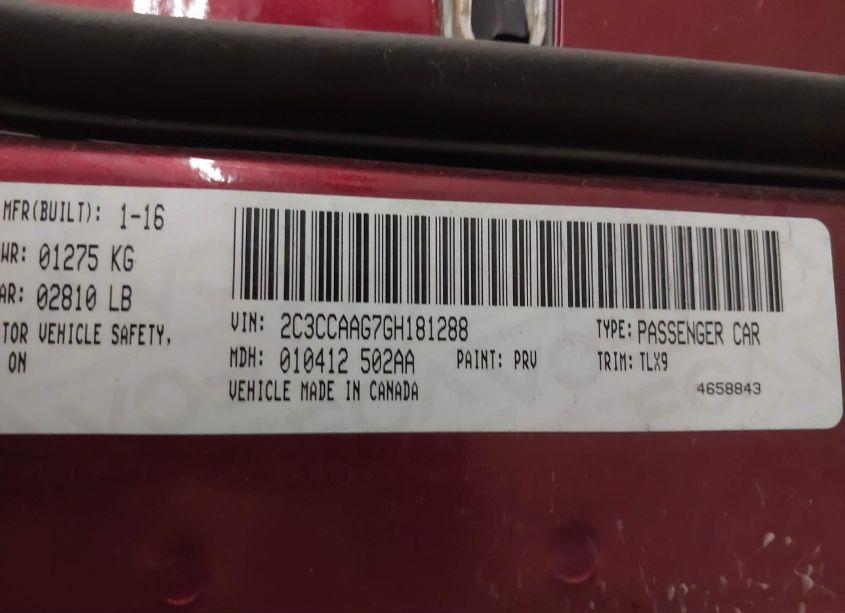 MFR(BUILT): 1-16
WR: 01275 KG
AR: 02810 LB
TOR VEHICLE SAFETY,
ON
VIN: 2C3CCAAG7GH181288
TYPE: PASSENGER CAR
MDH: 010412 502AA
PAINT: PRV
TRIM: TLX9
VEHICLE MADE IN CANADA
4658843